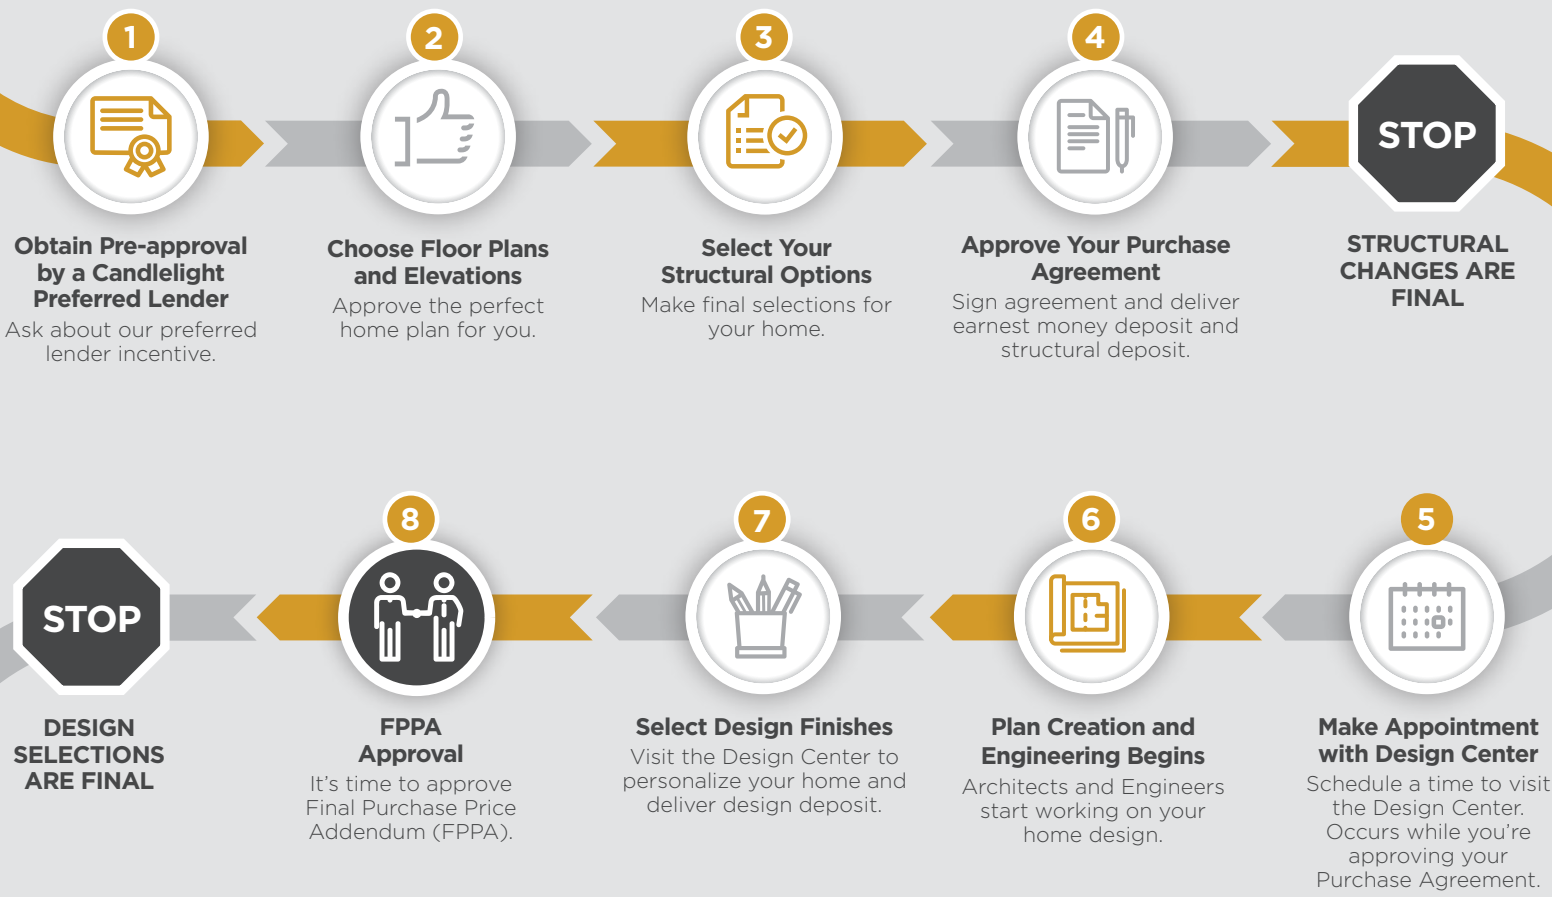 1
Obtain Pre-approval
by a Candlelight
Preferred Lender
Ask about our preferred
lender incentive.
2
Choose Floor Plans
and Elevations
Approve the perfect
home plan for you.
3
Select Your
Structural Options
Make final selections for
your home.
4
Approve Your Purchase
Agreement
Sign agreement and deliver
earnest money deposit and
structural deposit.
STOP
STRUCTURAL
CHANGES ARE
FINAL
5
Make Appointment
with Design Center
Schedule a time to visit
the Design Center.
Occurs while you’re
approving your
Purchase Agreement.
6
Plan Creation and
Engineering Begins
Architects and Engineers
start working on your
home design.
7
Select Design Finishes
Visit the Design Center to
personalize your home and
deliver design deposit.
8
FPPA
Approval
It’s time to approve
Final Purchase Price
Addendum (FPPA).
STOP
DESIGN
SELECTIONS
ARE FINAL